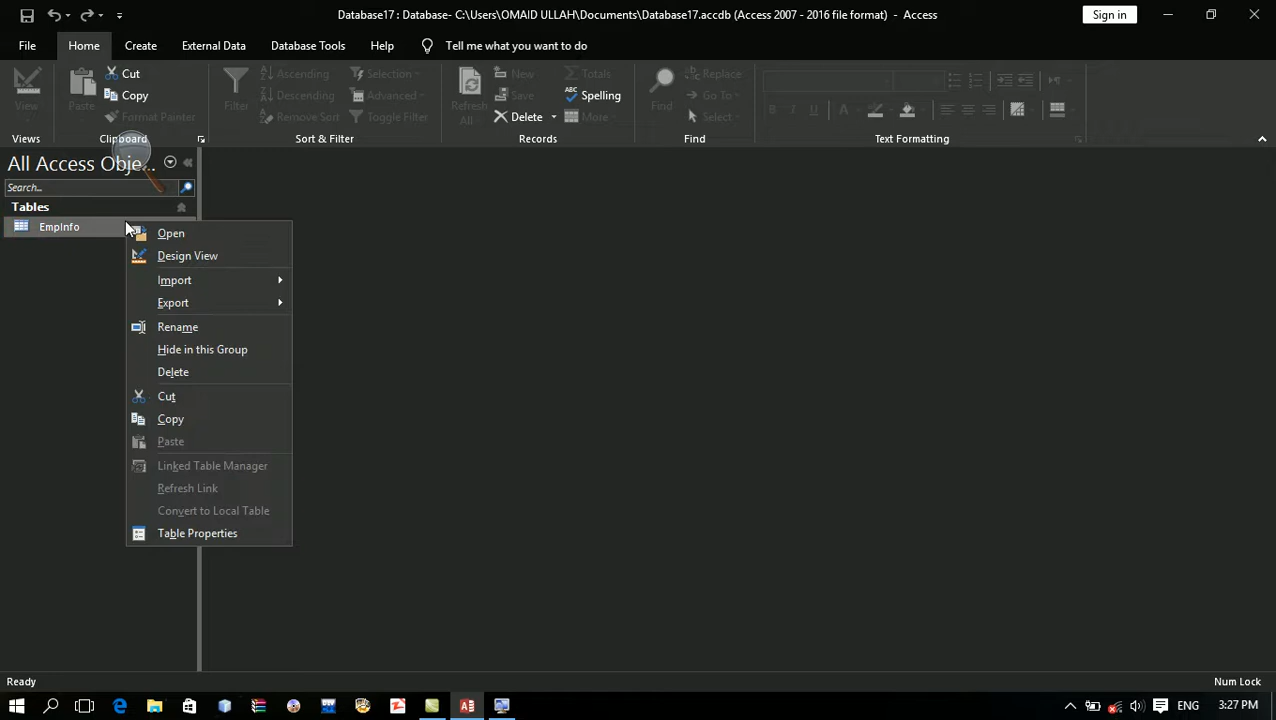 Database17 : Database- C:\Users\OMAID ULLAH\Documents\Database17.accdb (Access 2007 - 2016 file format) - Access
Sign in
File Home Create External Data Database Tools Help Tell me what you want to do
View
Paste
Cut
Copy
Format Painter
Filter
Ascending
Descending
Remove Sort
Selection
Advanced
Toggle Filter
Refresh
All
New
Save
Delete
Totals
Spelling
More
Find
Replace
Go To
Select
B I U A
Views Clipboard Sort & Filter Records Find Text Formatting
All Access Obje...
Search...
Tables
EmpInfo
Open
Design View
Import
Export
Rename
Hide in this Group
Delete
Cut
Copy
Paste
Linked Table Manager
Refresh Link
Convert to Local Table
Table Properties
Ready
Num Lock
ENG 3:27 PM